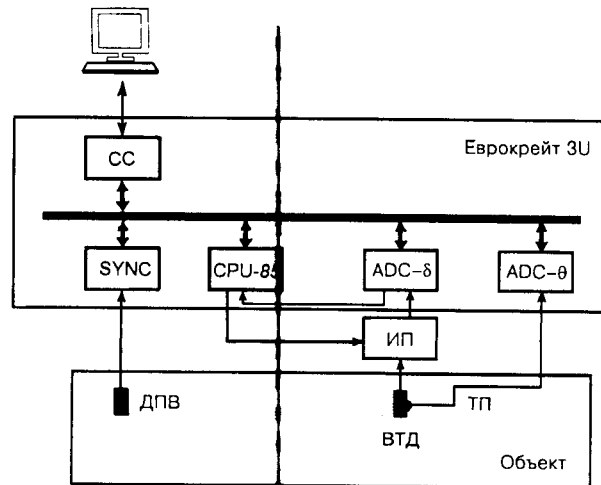 CC
Еврокрейт 3U
SYNC
CPU-85
ADC-δ
ADC-θ
ИП
ДПВ
ВТД
ТП
Объект